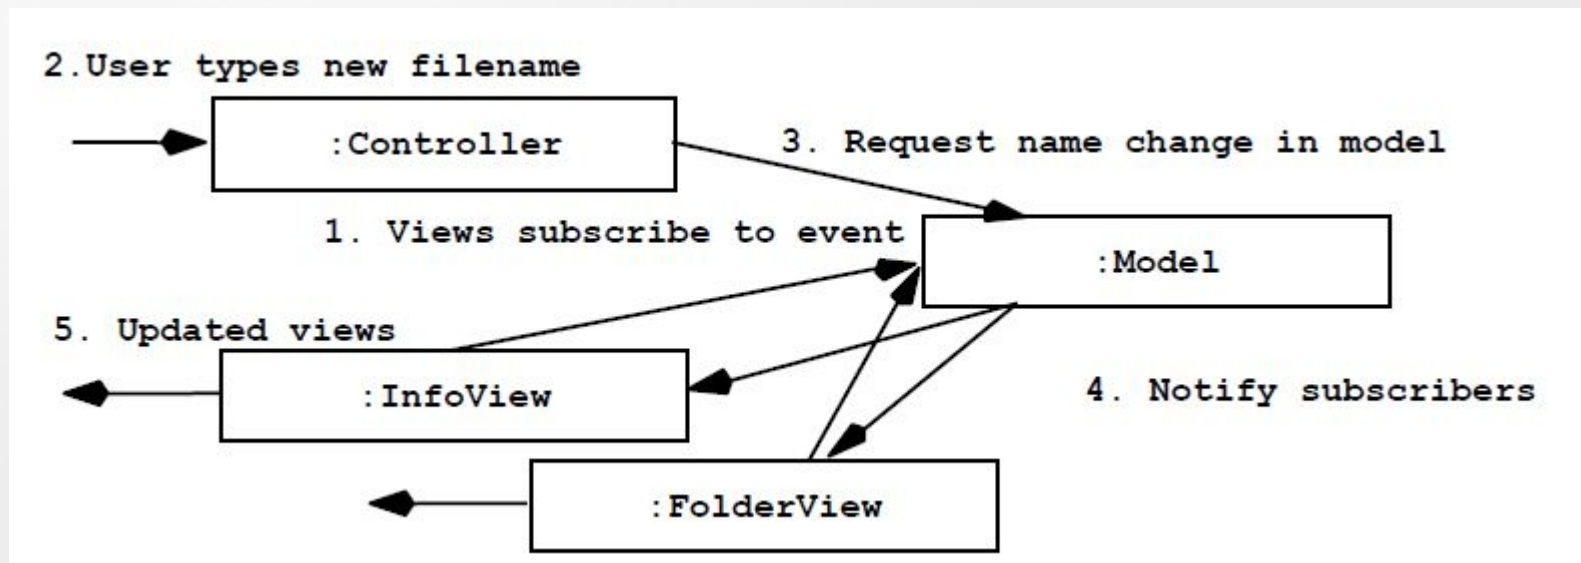 2.User types new filename
:Controller
3. Request name change in model
1. Views subscribe to event
:Model
5. Updated views
:InfoView
4. Notify subscribers
:FolderView